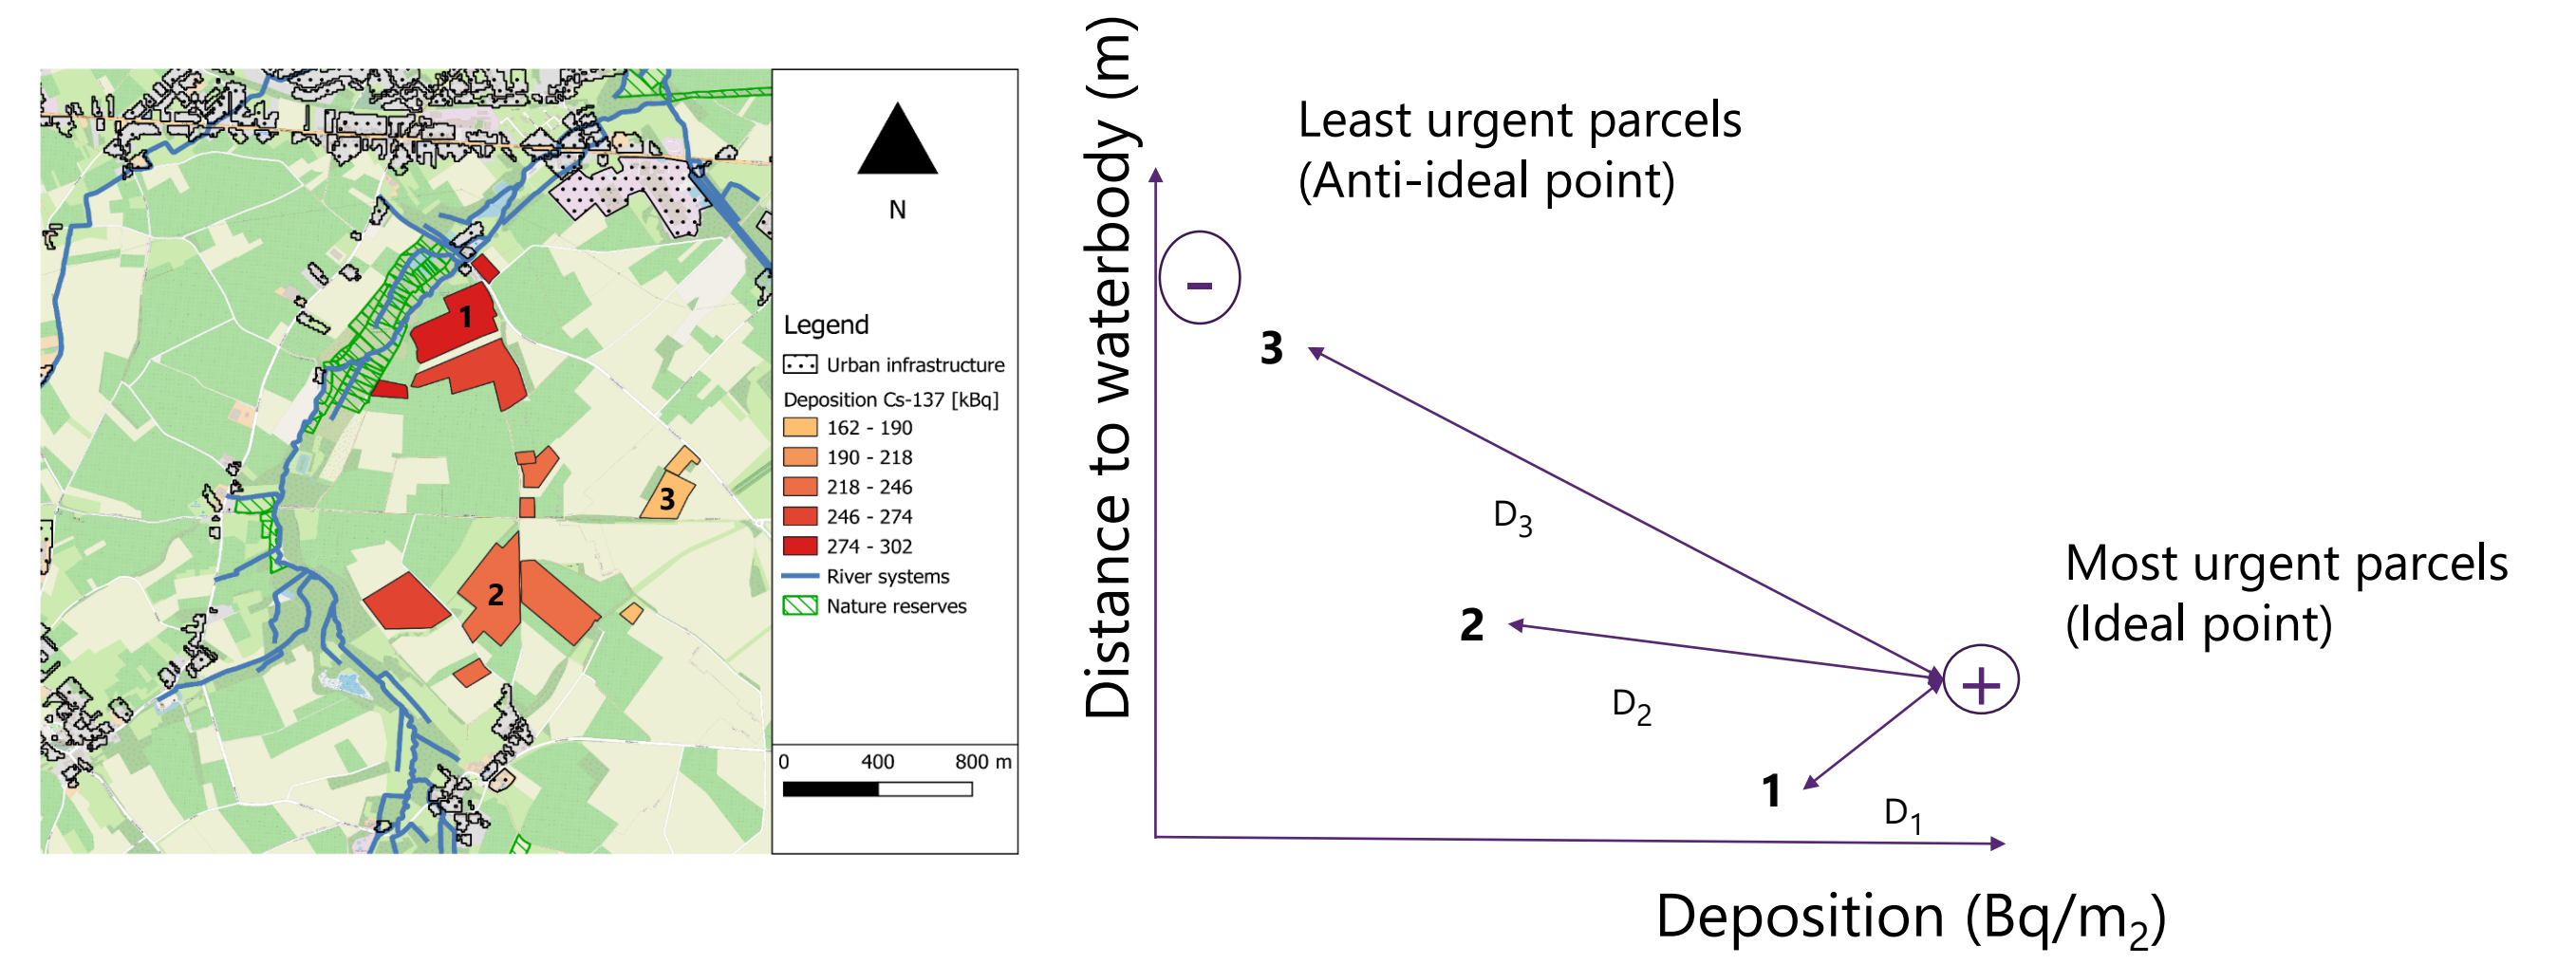 1
2
3
N
Legend
Urban infrastructure
Deposition Cs-137 [kBq]
162 - 190
190 - 218
218 - 246
246 - 274
274 - 302
River systems
Nature reserves
0 400 800 m
Distance to waterbody (m)
Least urgent parcels
(Anti-ideal point)
-
3
D3
2
D2
Most urgent parcels
(Ideal point)
+
1
D1
Deposition (Bq/m2)